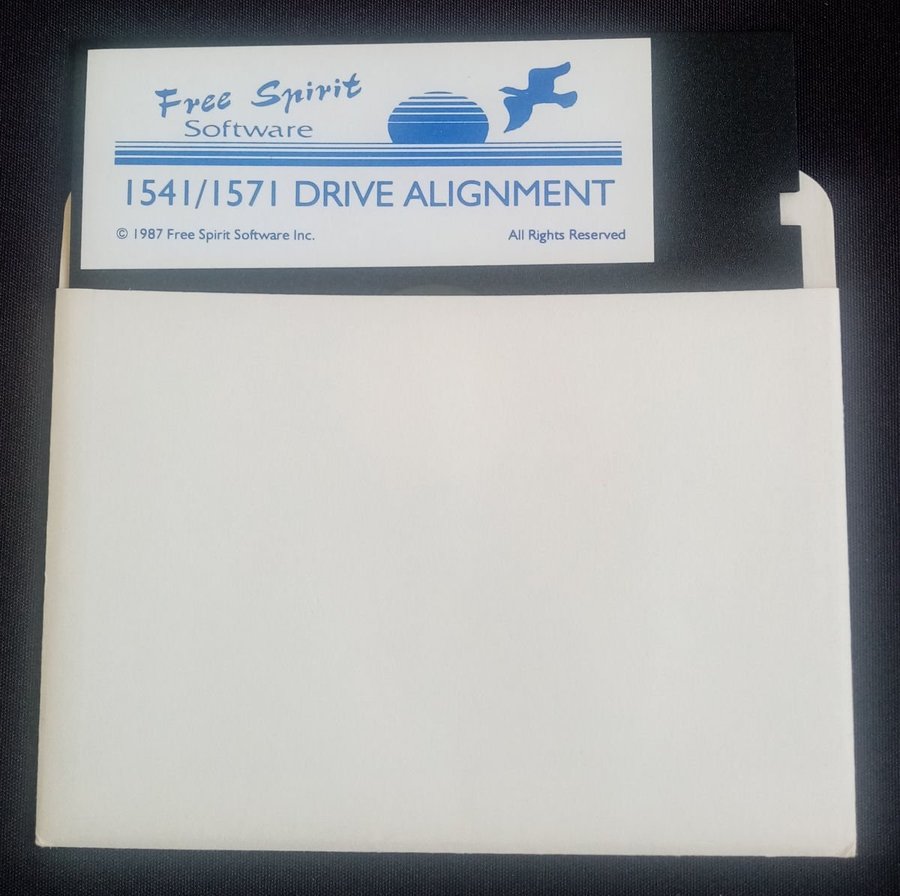 Free Spirit
Software
1541/1571 DRIVE ALIGNMENT
© 1987 Free Spirit Software Inc. All Rights Reserved